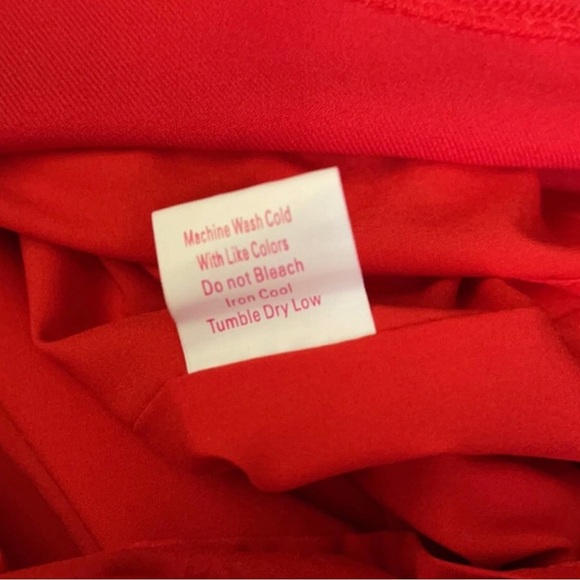 Machine Wash Cold
With Like Colors
Do not Bleach
Iron Cool
Tumble Dry Low